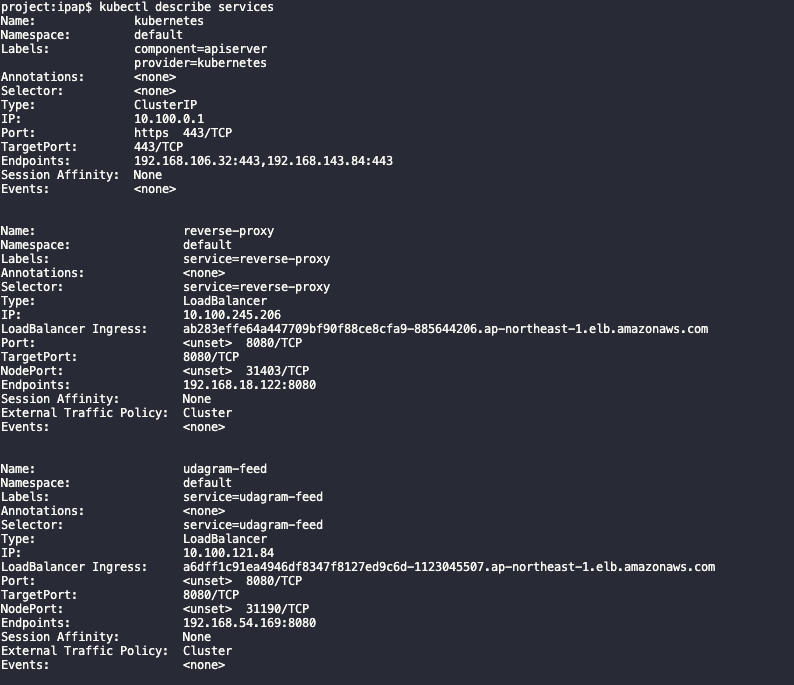 project:ipap$ kubectl describe services
Name: kubernetes
Namespace: default
Labels: component=apiserver
provider=kubernetes
Annotations: <none>
Selector: <none>
Type: ClusterIP
IP: 10.100.0.1
Port: https 443/TCP
TargetPort: 443/TCP
Endpoints: 192.168.106.32:443,192.168.143.84:443
Session Affinity: None
Events: <none>
Name: reverse-proxy
Namespace: default
Labels: service=reverse-proxy
Annotations: <none>
Selector: service=reverse-proxy
Type: LoadBalancer
IP: 10.100.245.206
LoadBalancer Ingress: ab283effe64a447709bf90f88ce8cfa9-885644206.ap-northeast-1.elb.amazonaws.com
Port: <unset> 8080/TCP
TargetPort: 8080/TCP
NodePort: <unset> 31403/TCP
Endpoints: 192.168.18.122:8080
Session Affinity: None
External Traffic Policy: Cluster
Events: <none>
Name: udagram-feed
Namespace: default
Labels: service=udagram-feed
Annotations: <none>
Selector: service=udagram-feed
Type: LoadBalancer
IP: 10.100.121.84
LoadBalancer Ingress: a6dff1c91ea4946df8347f8127ed9c6d-1123045507.ap-northeast-1.elb.amazonaws.com
Port: <unset> 8080/TCP
TargetPort: 8080/TCP
NodePort: <unset> 31190/TCP
Endpoints: 192.168.54.169:8080
Session Affinity: None
External Traffic Policy: Cluster
Events: <none>